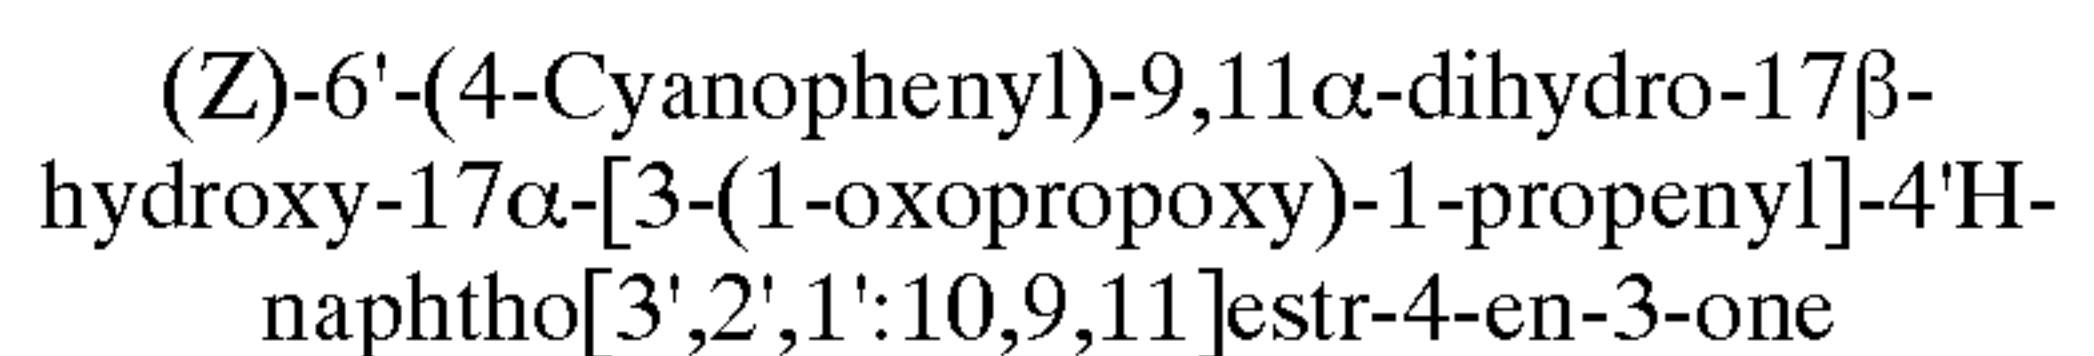 (Z)-6'-(4-Cyanophenyl)-9,11α-dihydro-17β-
hydroxy-17α-[3-(1-oxopropoxy)-1-propenyl]-4'H-
naphtho[3',2',1':10,9,11]estr-4-en-3-one